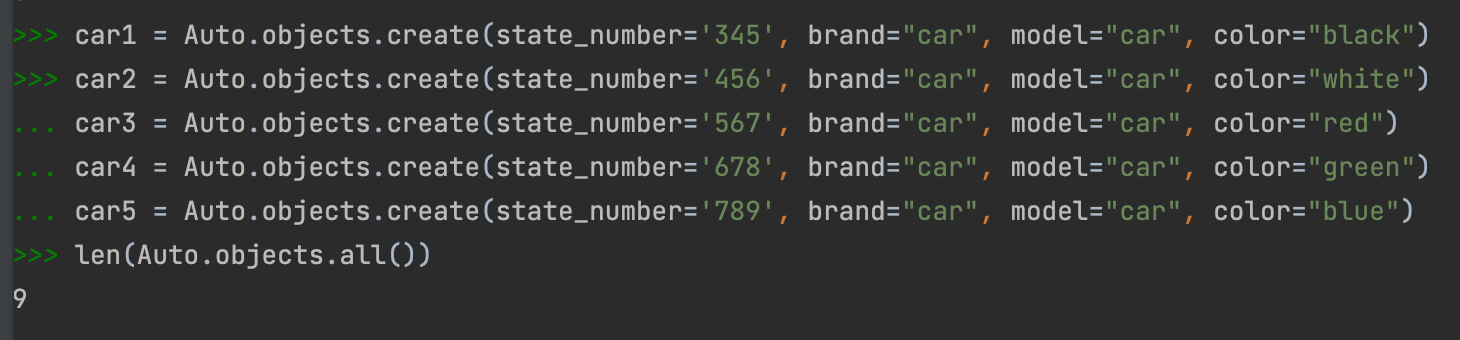 >>> car1 = Auto.objects.create(state_number='345', brand="car", model="car", color="black")
>>> car2 = Auto.objects.create(state_number='456', brand="car", model="car", color="white")
... car3 = Auto.objects.create(state_number='567', brand="car", model="car", color="red")
... car4 = Auto.objects.create(state_number='678', brand="car", model="car", color="green")
... car5 = Auto.objects.create(state_number='789', brand="car", model="car", color="blue")
>>> len(Auto.objects.all())
9